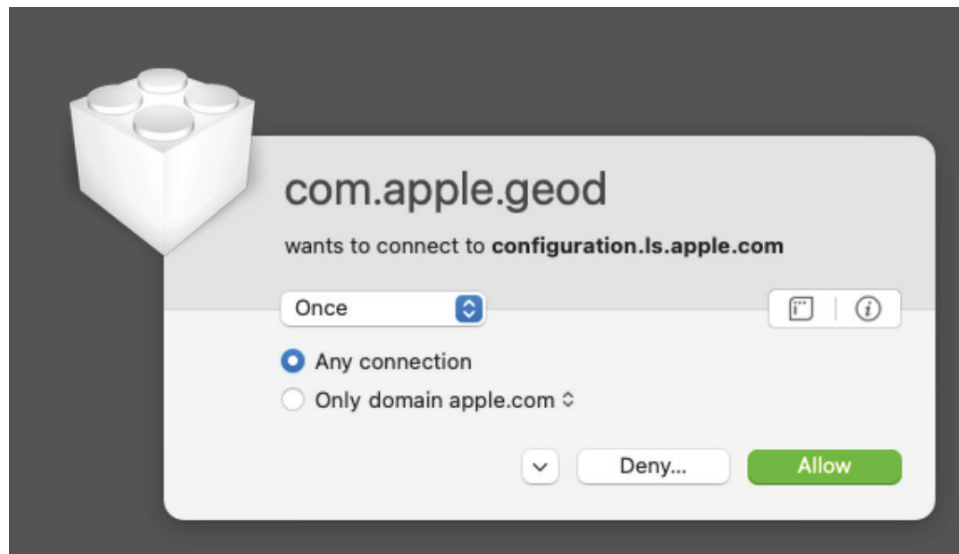 com.apple.geod
wants to connect to configuration.ls.apple.com
Once
Any connection
Only domain apple.com
Deny...
Allow